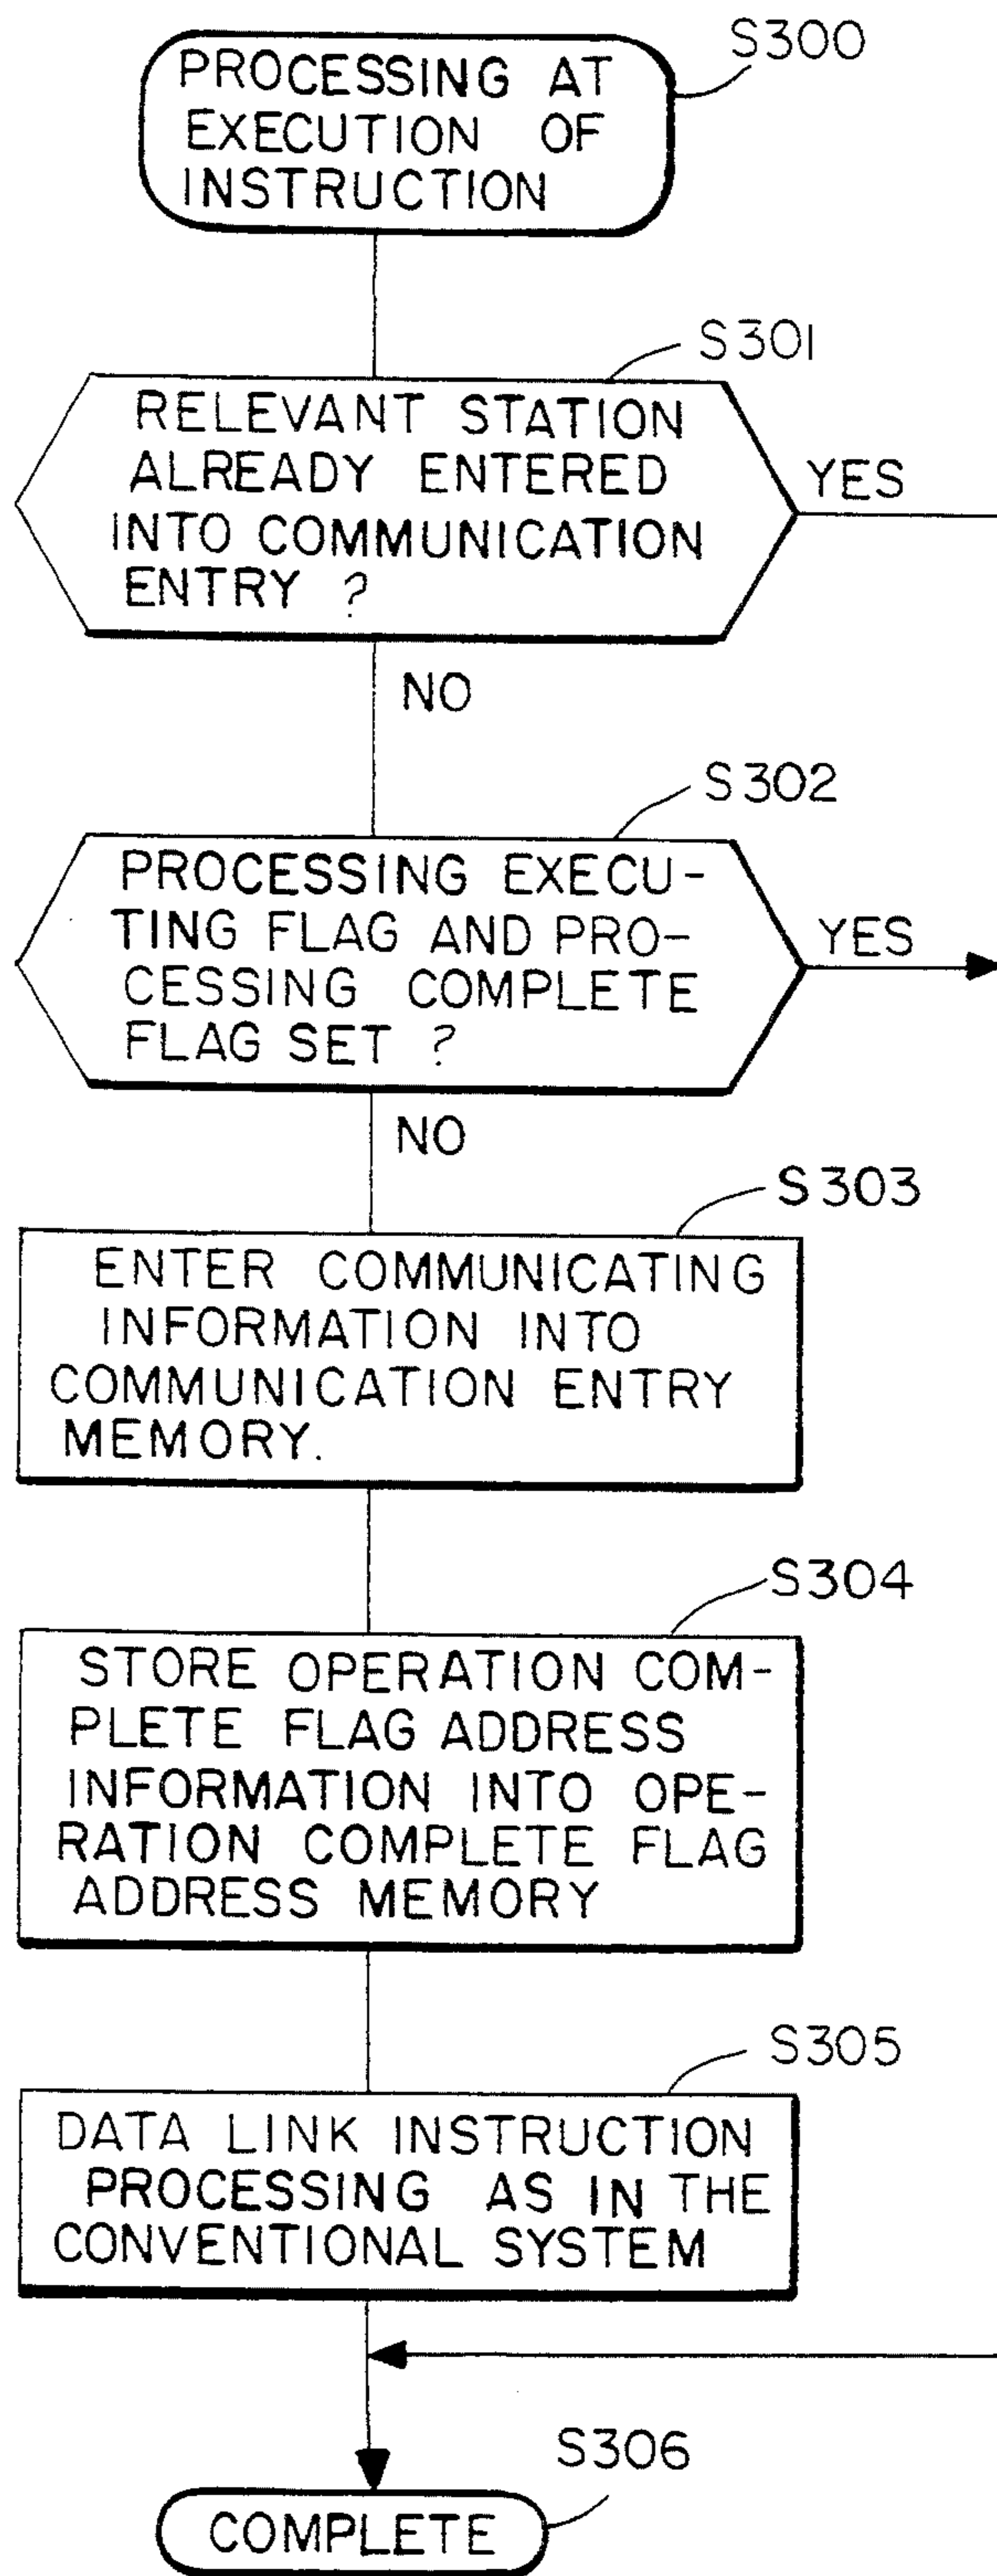 S300
PROCESSING AT
EXECUTION OF
INSTRUCTION
S301
RELEVANT STATION
ALREADY ENTERED
INTO COMMUNICATION
ENTRY ?
YES
NO
S302
PROCESSING EXECU-
TING FLAG AND PRO-
CESSING COMPLETE
FLAG SET ?
YES
NO
S303
ENTER COMMUNICATING
INFORMATION INTO
COMMUNICATION ENTRY
MEMORY.
S304
STORE OPERATION COM-
PLETE FLAG ADDRESS
INFORMATION INTO OPE-
RATION COMPLETE FLAG
ADDRESS MEMORY
S305
DATA LINK INSTRUCTION
PROCESSING AS IN THE
CONVENTIONAL SYSTEM
S306
COMPLETE